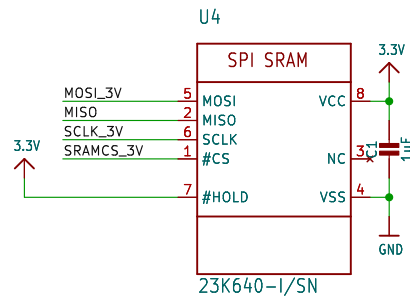 U4
SPI SRAM
3.3V
MOSI_3V 5 MOSI VCC 8
MISO 2 MISO
SCLK_3V 6 SCLK
SRAMCS_3V 1 #CS NC 3
C1 1uF
3.3V
7 #HOLD VSS 4
GND
23K640-I/SN